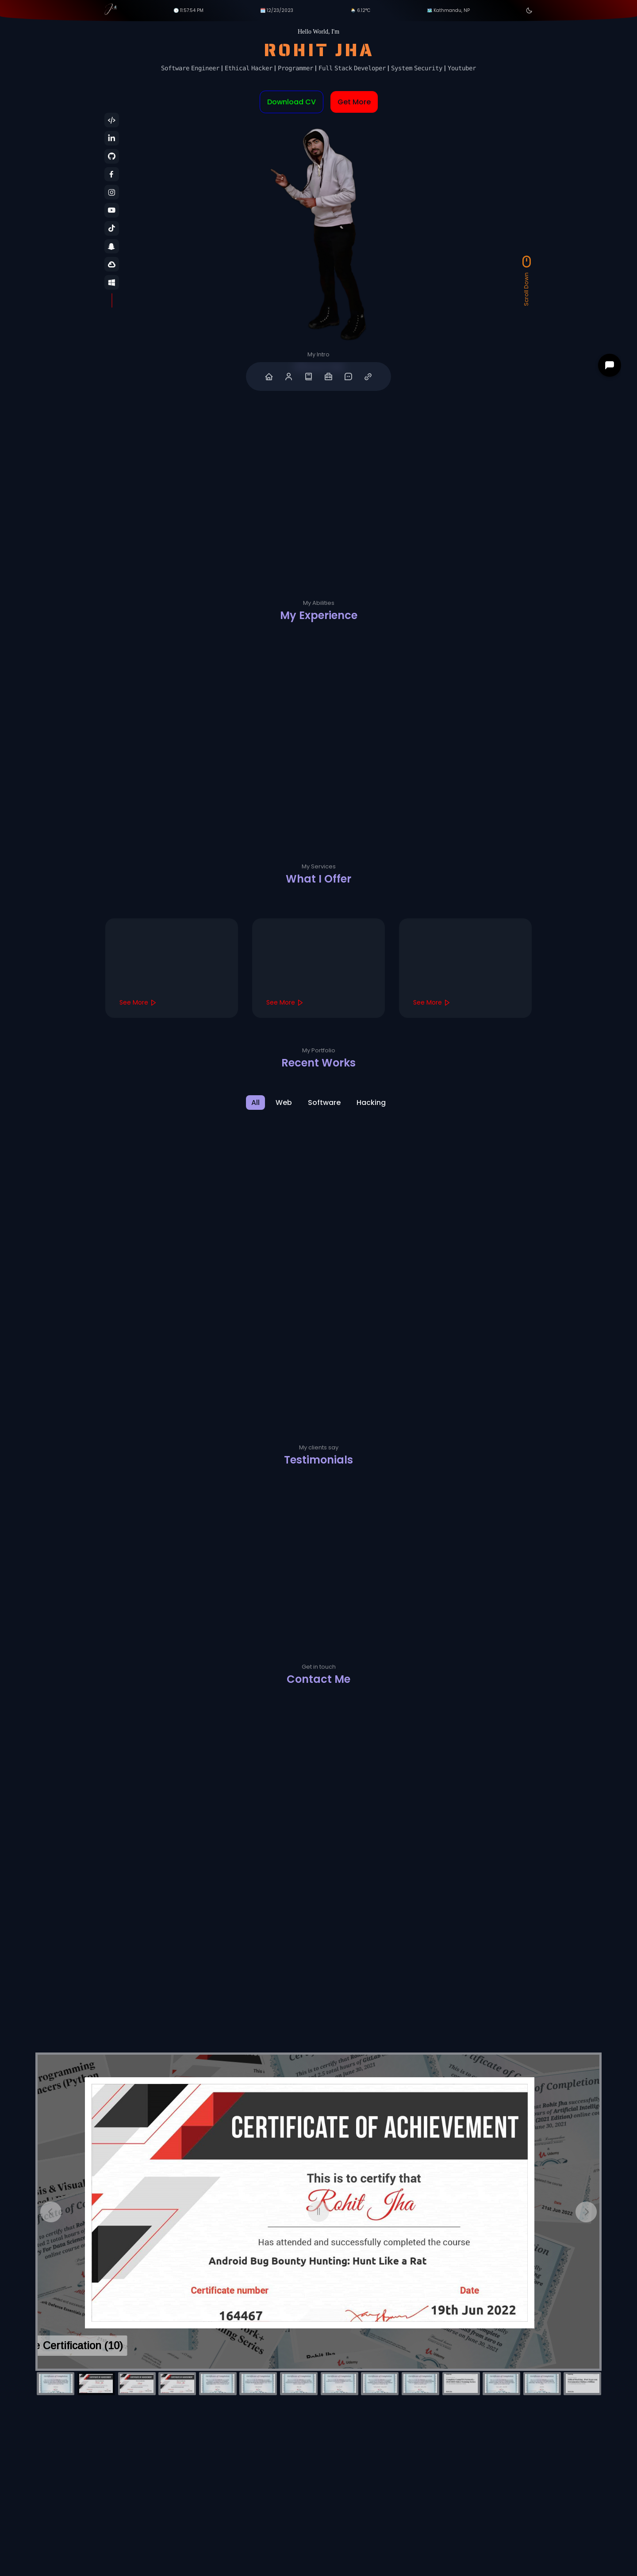 11:57:54 PM
12/23/2023
6.12°C
Kathmandu, NP
Hello World, I'm
ROHIT JHA
Software Engineer | Ethical Hacker | Programmer | Full Stack Developer | System Security | Youtuber
Download CV
Get More
Scroll Down
My Intro
My Abilities
My Experience
My Services
What I Offer
See More
See More
See More
My Portfolio
Recent Works
All
Web
Software
Hacking
My clients say
Testimonials
Get in touch
Contact Me
CERTIFICATE OF ACHIEVEMENT
This is to certify that
Rohit Jha
Has attended and successfully completed the course
Android Bug Bounty Hunting: Hunt Like a Rat
Certificate number
Date
164467
19th Jun 2022
e Certification (10)